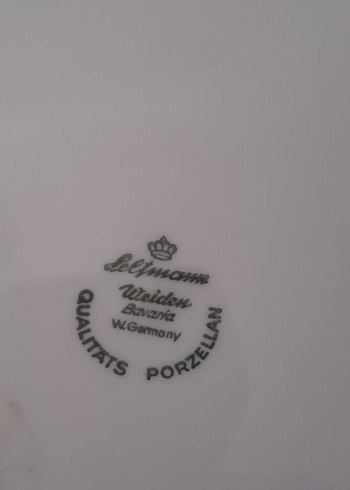 Seltmann
Weiden
Bavaria
W.Germany
QUALITÄTS PORZELLAN